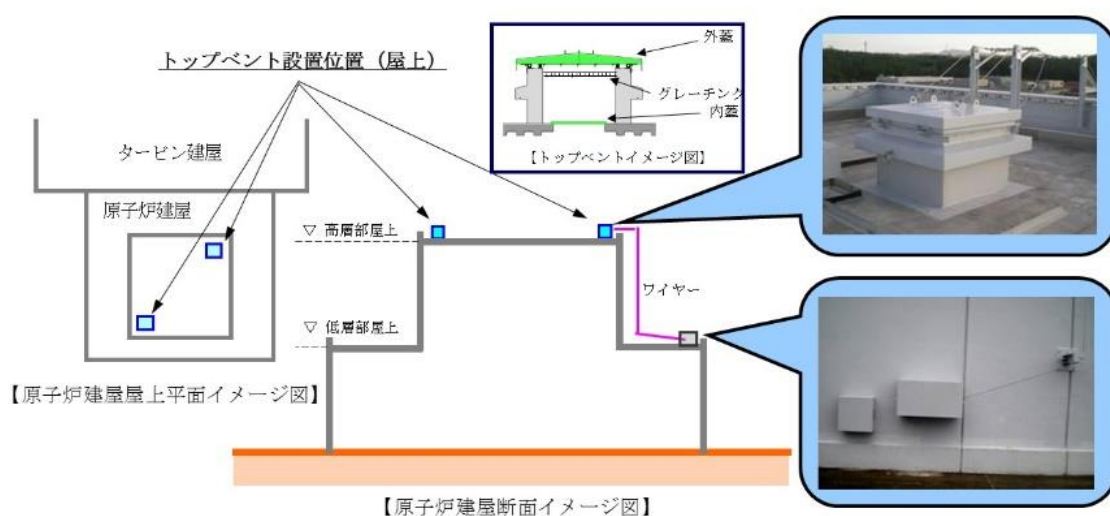 トップベント設置位置（屋上）
外蓋
グレーチング
内蓋
【トップベントイメージ図】
タービン建屋
原子炉建屋
▽ 高層部屋上
ワイヤー
▽ 低層部屋上
【原子炉建屋屋上平面イメージ図】
【原子炉建屋断面イメージ図】